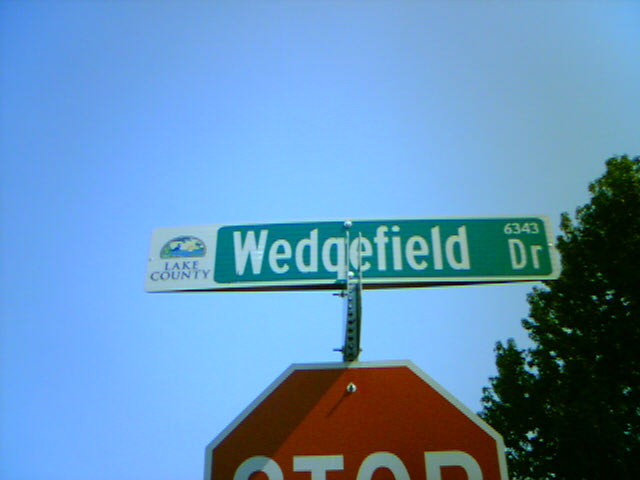 LAKE
COUNTY
Wedgefield Dr
6343
STOP